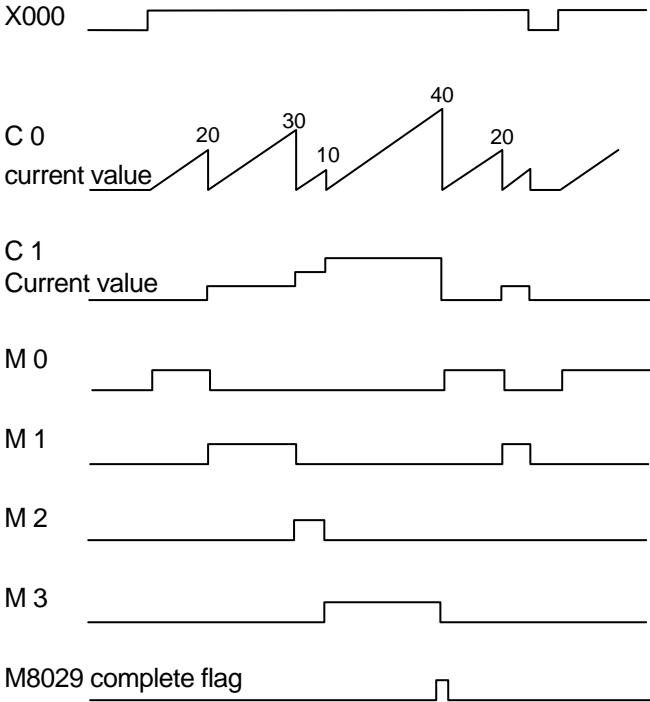 X000
40
20
30
20
10
C 0
current value
C 1
Current value
M 0
M 1
M 2
M 3
M8029 complete flag